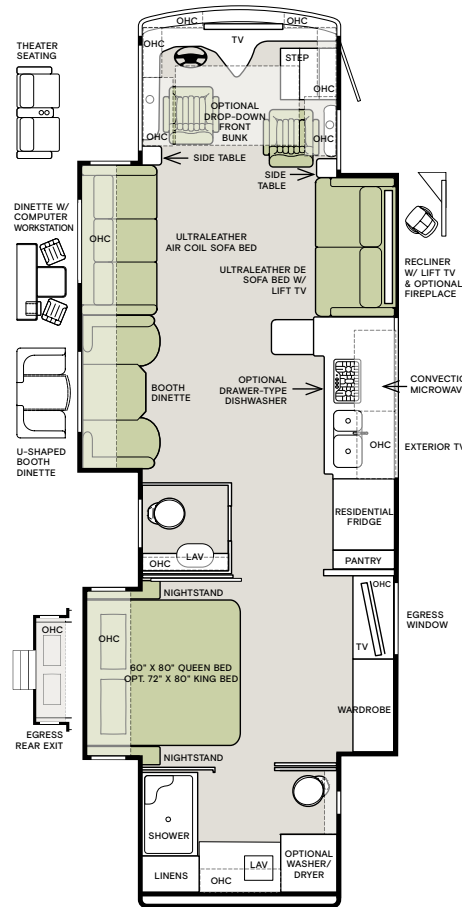 OHC
OHC
THEATER
SEATING
OHC
TV
STEP
OHC
OPTIONAL
DROP-DOWN
FRONT
BUNK
OHC
SIDE TABLE
SIDE
TABLE
DINETTE W/
COMPUTER
WORKSTATION
OHC
ULTRALEATHER
AIR COIL SOFA BED
ULTRALEATHER DE
SOFA BED W/
LIFT TV
RECLINER
W/ LIFT TV
& OPTIONAL
FIREPLACE
BOOTH
DINETTE
OPTIONAL
DRAWER-TYPE
DISHWASHER
CONVECTIO
MICROWAV
OHC
EXTERIOR TV
U-SHAPED
BOOTH
DINETTE
RESIDENTIAL
FRIDGE
LAV
OHC
PANTRY
NIGHTSTAND
OHC
EGRESS
WINDOW
OHC
OHC
TV
60" X 80" QUEEN BED
OPT. 72" X 80" KING BED
WARDROBE
EGRESS
REAR EXIT
NIGHTSTAND
SHOWER
LINENS
LAV
OHC
OPTIONAL
WASHER/
DRYER